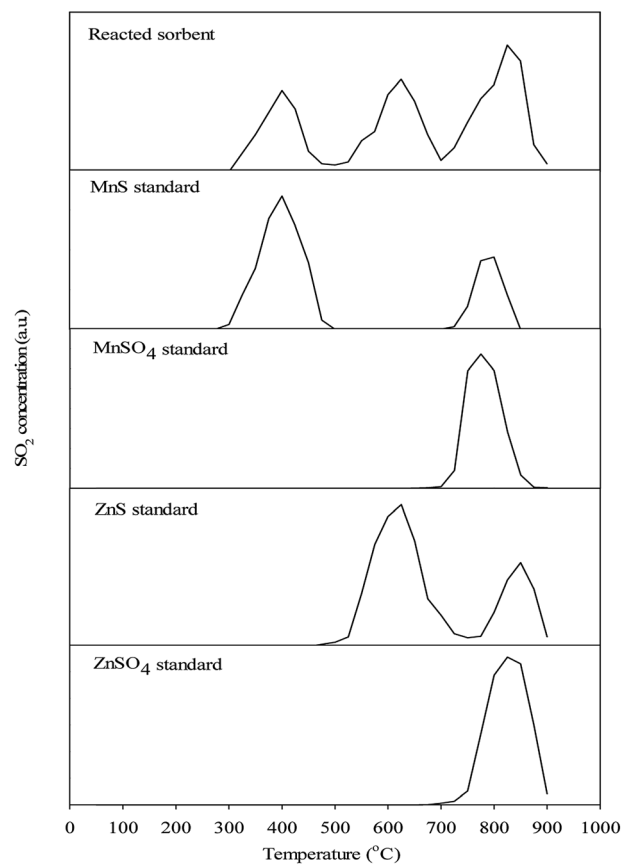 Reacted sorbent
MnS standard
MnSO4 standard
ZnS standard
ZnSO4 standard
SO2 concentration (a.u.)
0 100 200 300 400 500 600 700 800 900 1000
Temperature (°C)